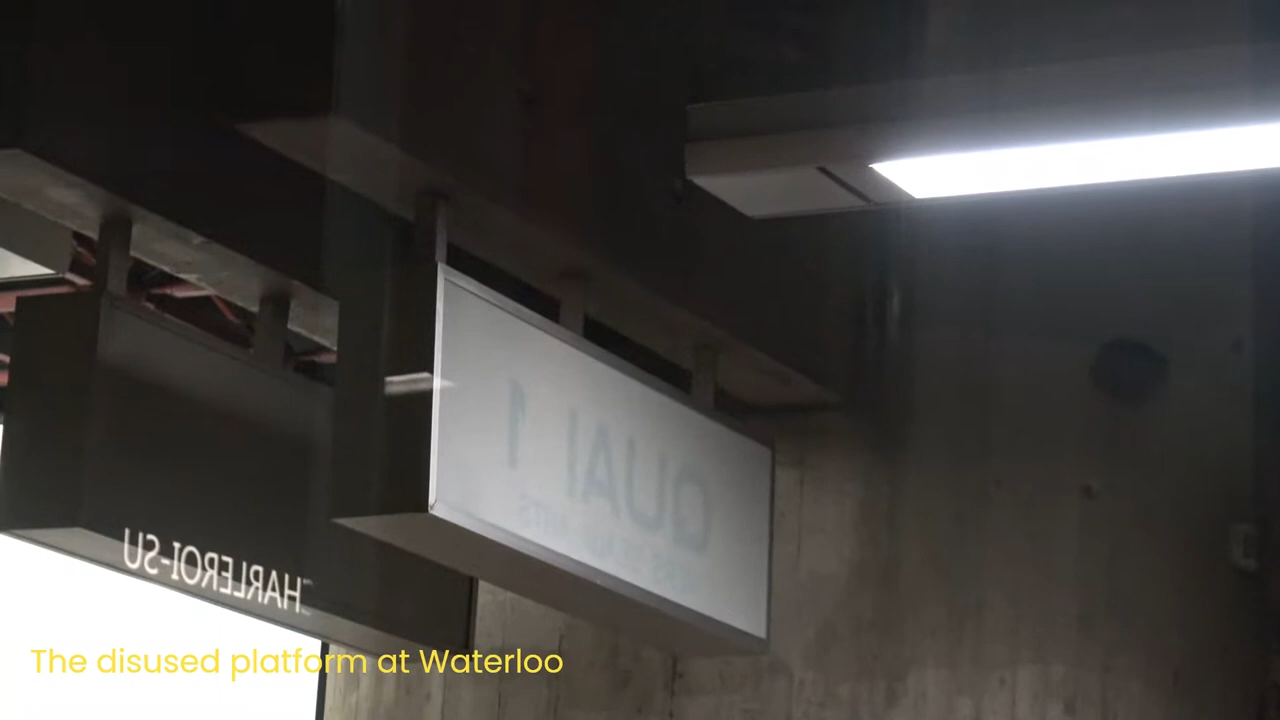 QUAI 1
HARLEROI-SU
The disused platform at Waterloo